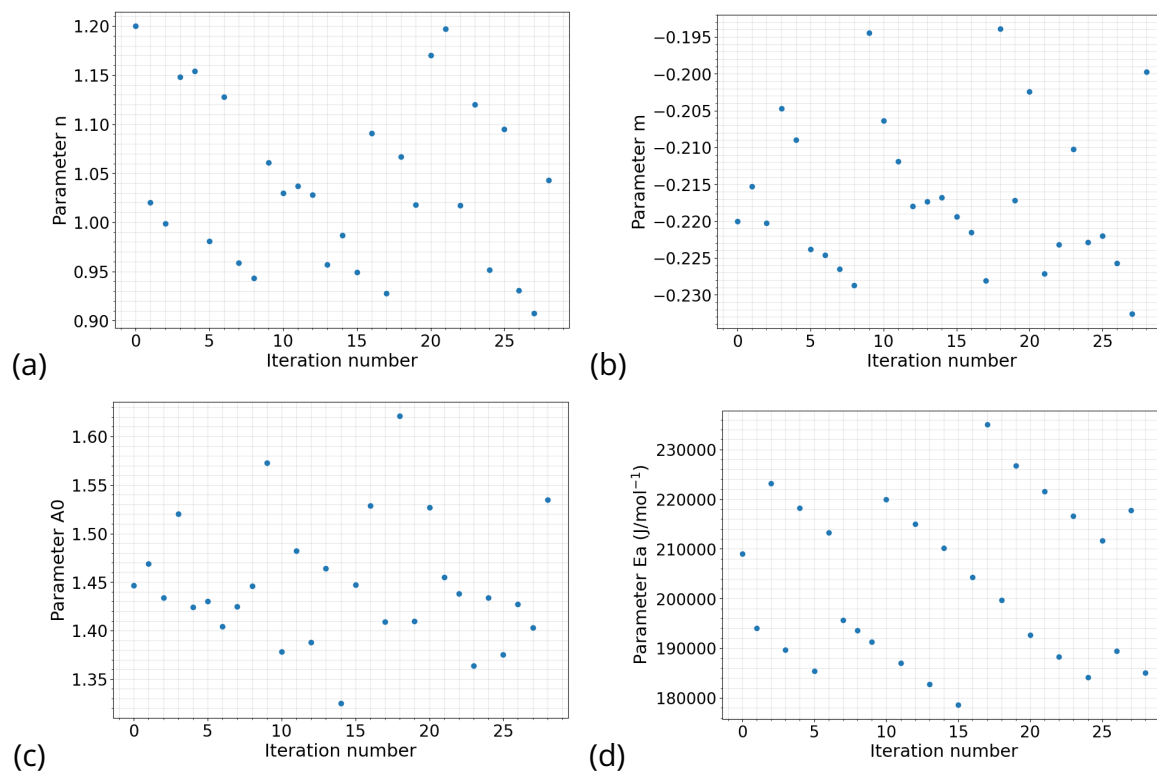 1.20
1.15
1.10
1.05
1.00
0.95
0.90
Parameter n
0 5 10 15 20 25
Iteration number
(a)
−0.195
−0.200
−0.205
−0.210
−0.215
−0.220
−0.225
−0.230
Parameter m
0 5 10 15 20 25
Iteration number
(b)
1.60
1.55
1.50
1.45
1.40
1.35
Parameter A0
0 5 10 15 20 25
Iteration number
(c)
230000
220000
210000
200000
190000
180000
Parameter Ea (J/mol⁻¹)
0 5 10 15 20 25
Iteration number
(d)